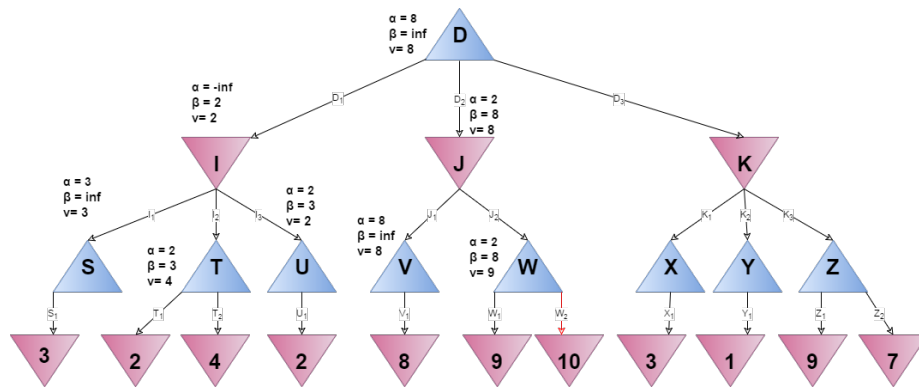 α = 8
β = inf
v= 8
D
α = -inf
β = 2
v= 2
D₁
D₂
D₃
α = 2
β = 8
v= 8
I
J
K
α = 3
β = inf
v= 3
I₁
I₂
I₃
α = 2
β = 3
v= 2
α = 8
β = inf
v= 8
J₁
J₂
K₁
K₂
K₃
α = 2
β = 3
v= 4
α = 2
β = 8
v= 9
S
T
U
V
W
X
Y
Z
S₁
T₁
T₂
U₁
V₁
W₁
W₂
X₁
Y₁
Z₁
Z₂
3
2
4
2
8
9
10
3
1
9
7